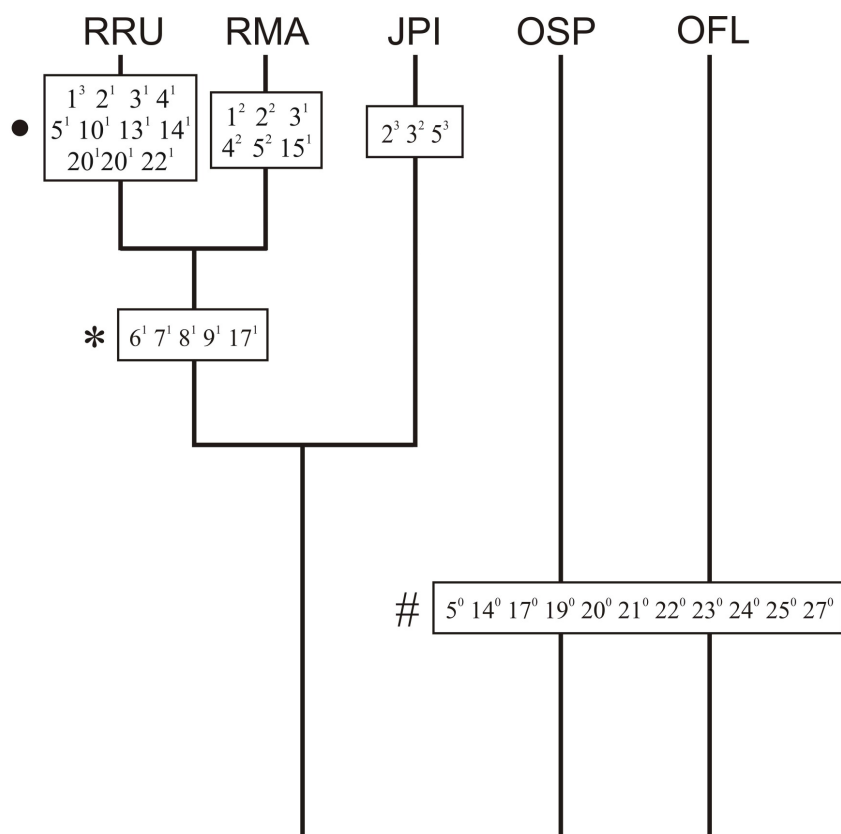 RRU RMA JPI OSP OFL
1³ 2¹ 3¹ 4¹
5¹ 10¹ 13¹ 14¹
20¹20¹ 22¹
1² 2² 3¹
4² 5² 15¹
2³ 3² 5³
* 6¹ 7¹ 8¹ 9¹ 17¹
# 5⁰ 14⁰ 17⁰ 19⁰ 20⁰ 21⁰ 22⁰ 23⁰ 24⁰ 25⁰ 27⁰